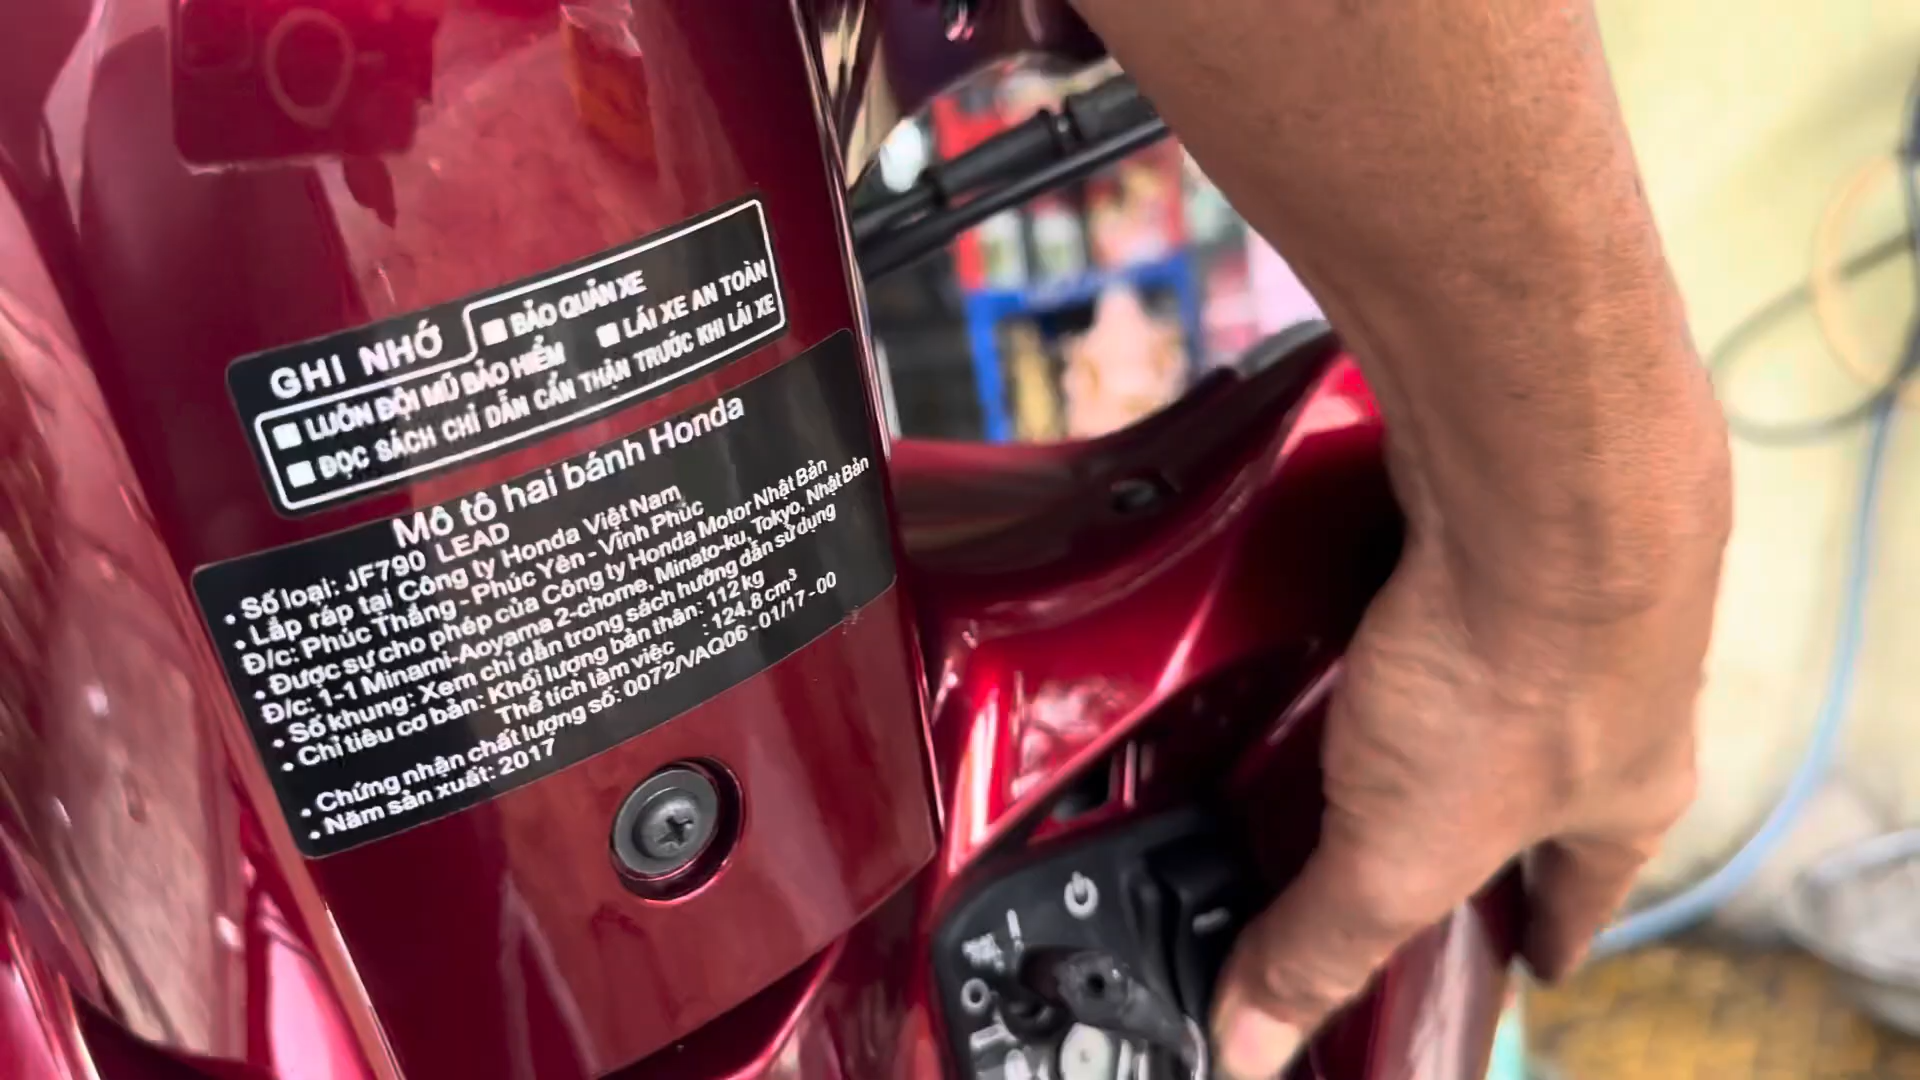 GHI NHỚ
BẢO QUẢN XE
LUÔN ĐỘI MŨ BẢO HIỂM
LÁI XE AN TOÀN
ĐỌC SÁCH CHỈ DẪN CẨN THẬN TRƯỚC KHI LÁI XE
Mô tô hai bánh Honda
• Số loại: JF790 LEAD
• Lắp ráp tại Công ty Honda Việt Nam
Đ/c: Phúc Thắng - Phúc Yên - Vĩnh Phúc
• Được sự cho phép của Công ty Honda Motor Nhật Bản
Đ/c: 1-1 Minami-Aoyama 2-chome, Minato-ku, Tokyo, Nhật Bản
• Số khung: Xem chỉ dẫn trong sách hướng dẫn sử dụng
• Chỉ tiêu cơ bản: Khối lượng bản thân: 112 kg
Thể tích làm việc : 124,8 cm³
• Chứng nhận chất lượng số: 0072/VAQ06 - 01/17 - 00
• Năm sản xuất: 2017